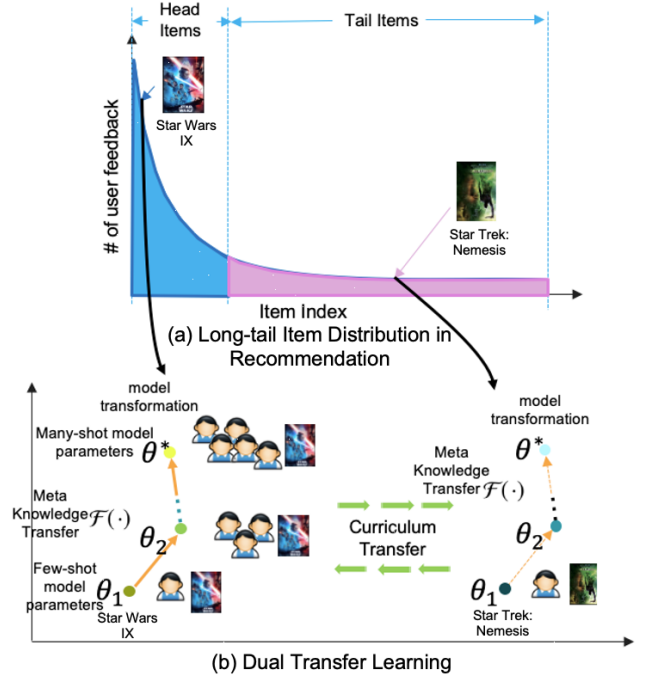 Head
Items
Tail Items
# of user feedback
Star Wars
IX
Star Trek:
Nemesis
Item Index
(a) Long-tail Item Distribution in
Recommendation
model
transformation
Many-shot model
parameters
θ*
Meta
Knowledge
Transfer
ℱ(·)
θ2
Few-shot
model
parameters
θ1
Star Wars
IX
Curriculum
Transfer
model
transformation
θ*
Meta
Knowledge
Transfer ℱ(·)
θ2
θ1
Star Trek:
Nemesis
(b) Dual Transfer Learning